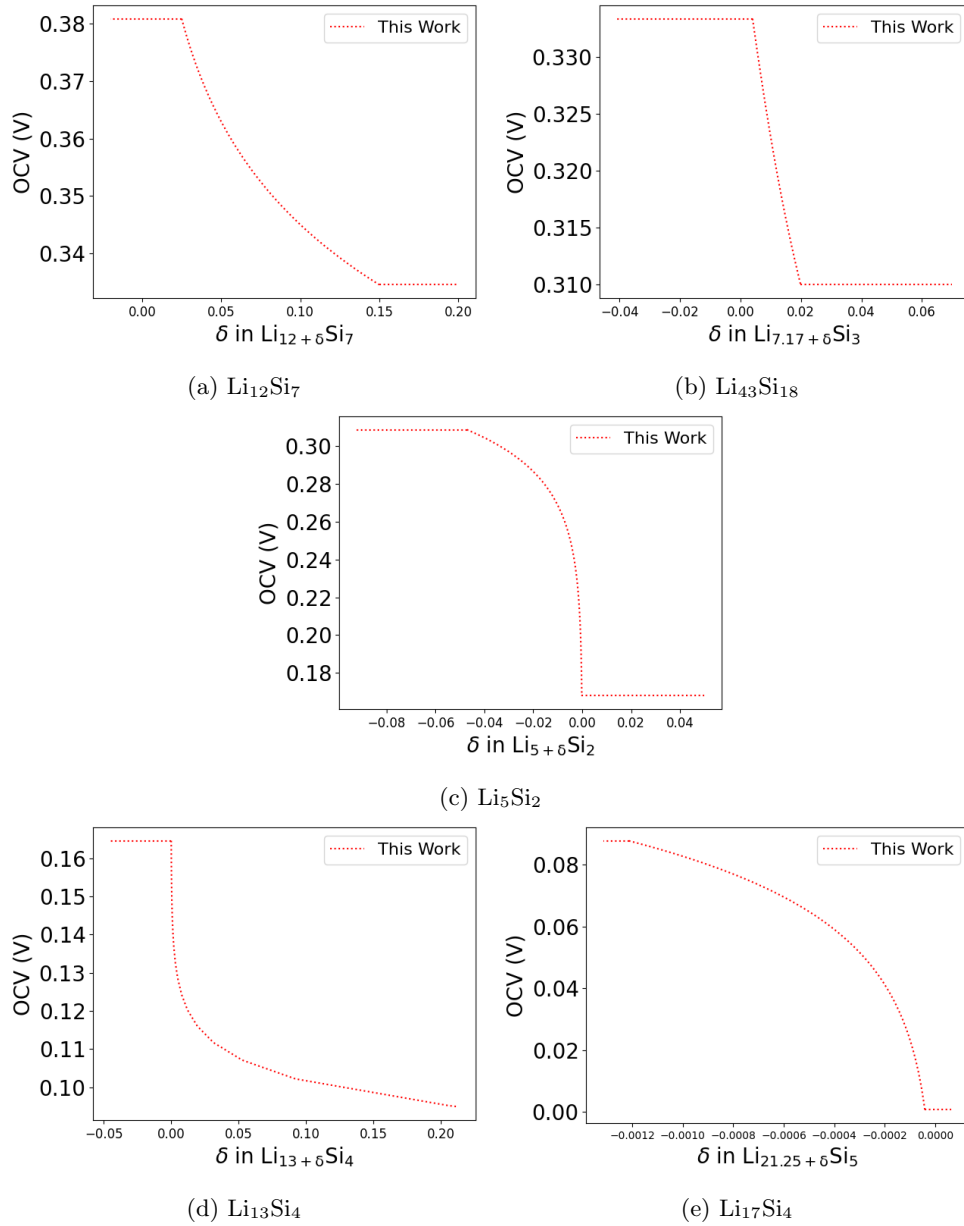 0.38
0.37
0.36
0.35
0.34
OCV (V)
This Work
0.00 0.05 0.10 0.15 0.20
δ in Li₁₂₊δSi₇
(a) Li₁₂Si₇
0.330
0.325
0.320
0.315
0.310
OCV (V)
This Work
−0.04 −0.02 0.00 0.02 0.04 0.06
δ in Li₇.₁₇₊δSi₃
(b) Li₄₃Si₁₈
0.30
0.28
0.26
0.24
0.22
0.20
0.18
OCV (V)
This Work
−0.08 −0.06 −0.04 −0.02 0.00 0.02 0.04
δ in Li₅₊δSi₂
(c) Li₅Si₂
0.16
0.15
0.14
0.13
0.12
0.11
0.10
OCV (V)
This Work
−0.05 0.00 0.05 0.10 0.15 0.20
δ in Li₁₃₊δSi₄
(d) Li₁₃Si₄
0.08
0.06
0.04
0.02
0.00
OCV (V)
This Work
−0.0012 −0.0010 −0.0008 −0.0006 −0.0004 −0.0002 0.0000
δ in Li₂₁.₂₅₊δSi₅
(e) Li₁₇Si₄